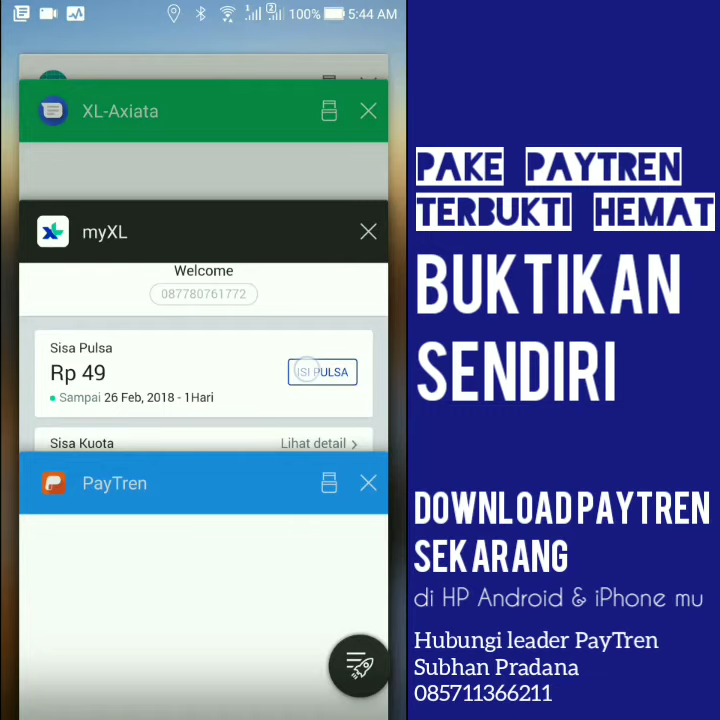 1 2 100% 5:44 AM
XL-Axiata
myXL
Welcome
087780761772
Sisa Pulsa
Rp 49
ISI PULSA
Sampai 26 Feb, 2018 - 1Hari
Sisa Kuota
Lihat detail >
PayTren
PAKE PAYTREN
TERBUKTI HEMAT
BUKTIKAN
SENDIRI
DOWNLOAD PAYTREN
SEKARANG
di HP Android & iPhone mu
Hubungi leader PayTren
Subhan Pradana
085711366211